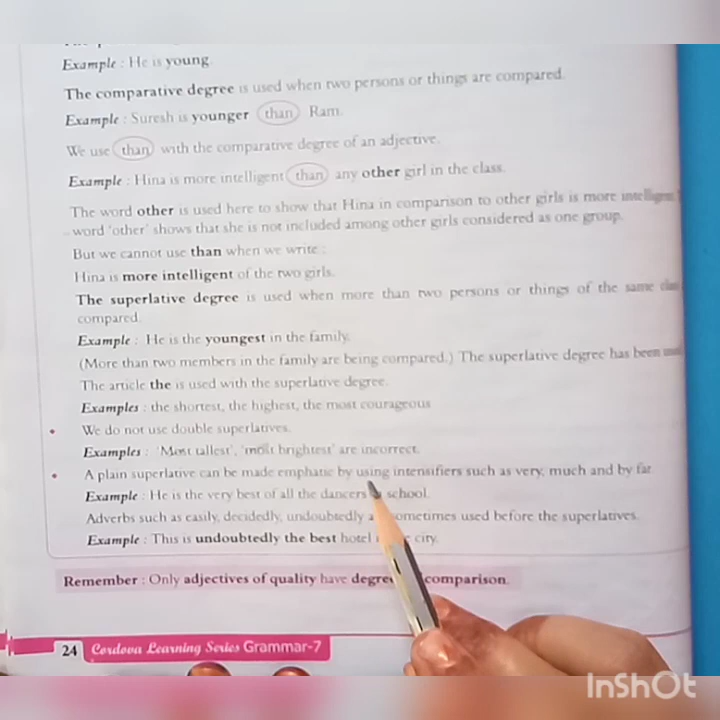 Example : He is young.
The comparative degree is used when two persons or things are compared.
Example : Suresh is younger than Ram.
We use than with the comparative degree of an adjective.
Example : Hina is more intelligent than any other girl in the class.
The word other is used here to show that Hina in comparison to other girls is more intelligent
word 'other' shows that she is not included among other girls considered as one group.
But we cannot use than when we write :
Hina is more intelligent of the two girls.
The superlative degree is used when more than two persons or things of the same
compared.
Example : He is the youngest in the family.
(More than two members in the family are being compared.) The superlative degree has been
The article the is used with the superlative degree.
Examples : the shortest, the highest, the most courageous
• We do not use double superlatives.
Examples : 'Most tallest', 'most brightest' are incorrect.
• A plain superlative can be made emphatic by using intensifiers such as very, much and by far.
Example : He is the very best of all the dancers school.
Adverbs such as easily, decidedly, undoubtedly sometimes used before the superlatives.
Example : This is undoubtedly the best hotel city.
Remember : Only adjectives of quality have comparison.
24 Cordova Learning Series Grammar-7
InShOt